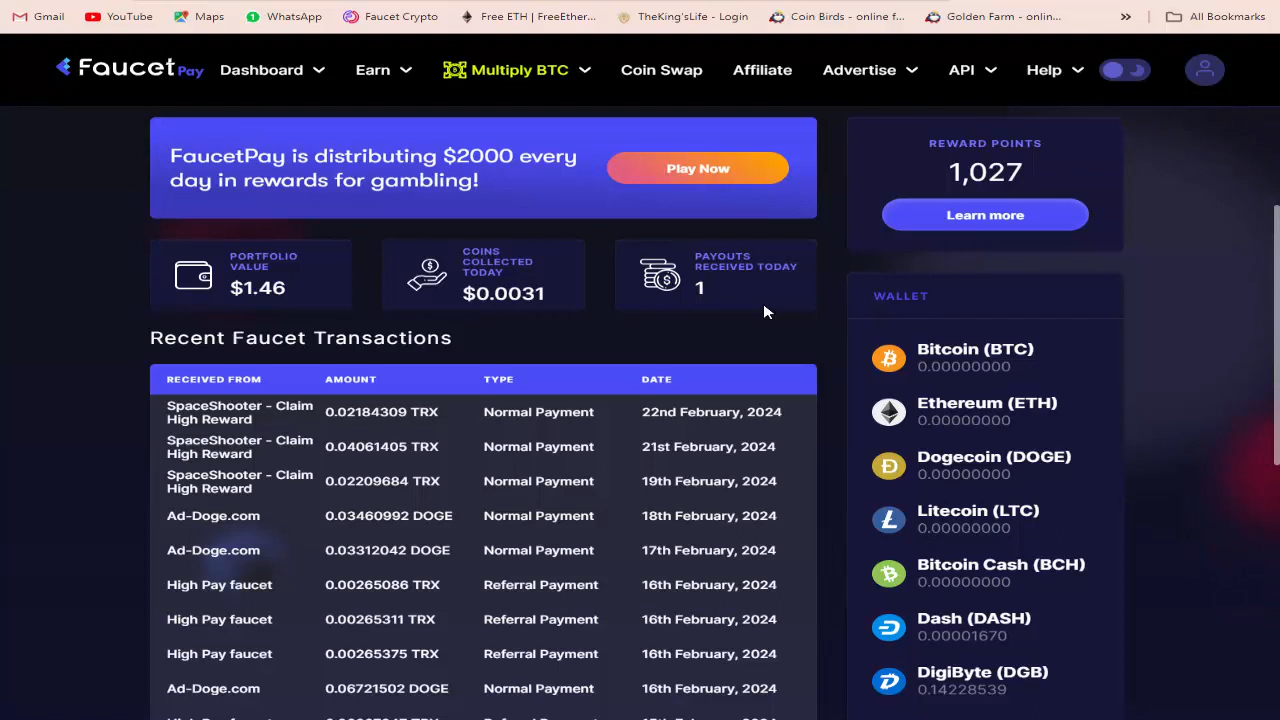 Gmail YouTube Maps WhatsApp Faucet Crypto Free ETH | FreeEther... TheKing'sLife - Login Coin Birds - online f... Golden Farm - onlin... » All Bookmarks
FaucetPay Dashboard Earn Multiply BTC Coin Swap Affiliate Advertise API Help
FaucetPay is distributing $2000 every
day in rewards for gambling!
Play Now
REWARD POINTS
1,027
Learn more
PORTFOLIO
VALUE
$1.46
COINS
COLLECTED
TODAY
$0.0031
PAYOUTS
RECEIVED TODAY
1
WALLET
Recent Faucet Transactions
RECEIVED FROM AMOUNT TYPE DATE
SpaceShooter - Claim
High Reward 0.02184309 TRX Normal Payment 22nd February, 2024
SpaceShooter - Claim
High Reward 0.04061405 TRX Normal Payment 21st February, 2024
SpaceShooter - Claim
High Reward 0.02209684 TRX Normal Payment 19th February, 2024
Ad-Doge.com 0.03460992 DOGE Normal Payment 18th February, 2024
Ad-Doge.com 0.03312042 DOGE Normal Payment 17th February, 2024
High Pay faucet 0.00265086 TRX Referral Payment 16th February, 2024
High Pay faucet 0.00265311 TRX Referral Payment 16th February, 2024
High Pay faucet 0.00265375 TRX Referral Payment 16th February, 2024
Ad-Doge.com 0.06721502 DOGE Normal Payment 16th February, 2024
Bitcoin (BTC)
0.00000000
Ethereum (ETH)
0.00000000
Dogecoin (DOGE)
0.00000000
Litecoin (LTC)
0.00000000
Bitcoin Cash (BCH)
0.00000000
Dash (DASH)
0.00001670
DigiByte (DGB)
0.14228539